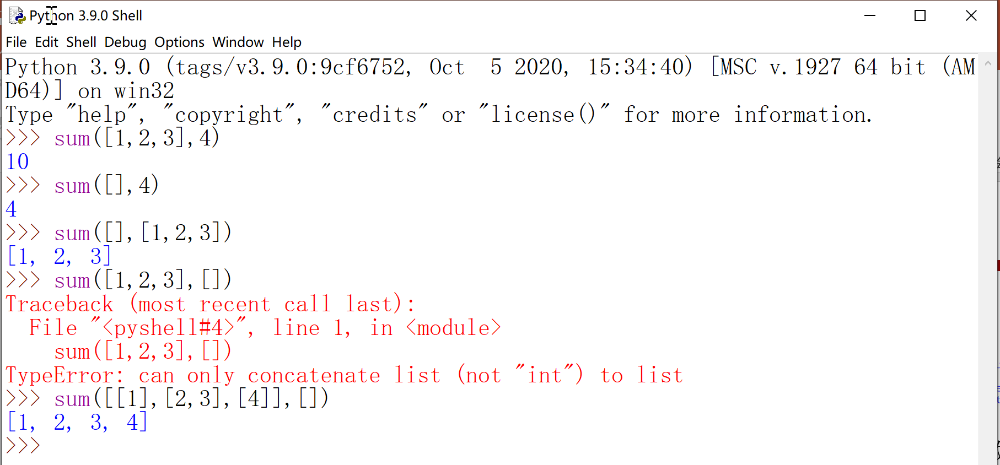 Python 3.9.0 Shell
File Edit Shell Debug Options Window Help
Python 3.9.0 (tags/v3.9.0:9cf6752, Oct  5 2020, 15:34:40) [MSC v.1927 64 bit (AM
D64)] on win32
Type "help", "copyright", "credits" or "license()" for more information.
>>> sum([1,2,3],4)
10
>>> sum([],4)
4
>>> sum([],[1,2,3])
[1, 2, 3]
>>> sum([1,2,3],[])
Traceback (most recent call last):
  File "<pyshell#4>", line 1, in <module>
    sum([1,2,3],[])
TypeError: can only concatenate list (not "int") to list
>>> sum([[1],[2,3],[4]],[])
[1, 2, 3, 4]
>>>